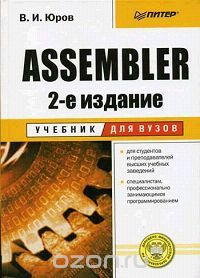 ПИТЕР®
В. И. Юров
ASSEMBLER
2-е издание
УЧЕБНИК ДЛЯ ВУЗОВ
для студентов
и преподавателей
высших учебных
заведений
специалистам,
профессионально
занимающимся
программированием
ozon.ru